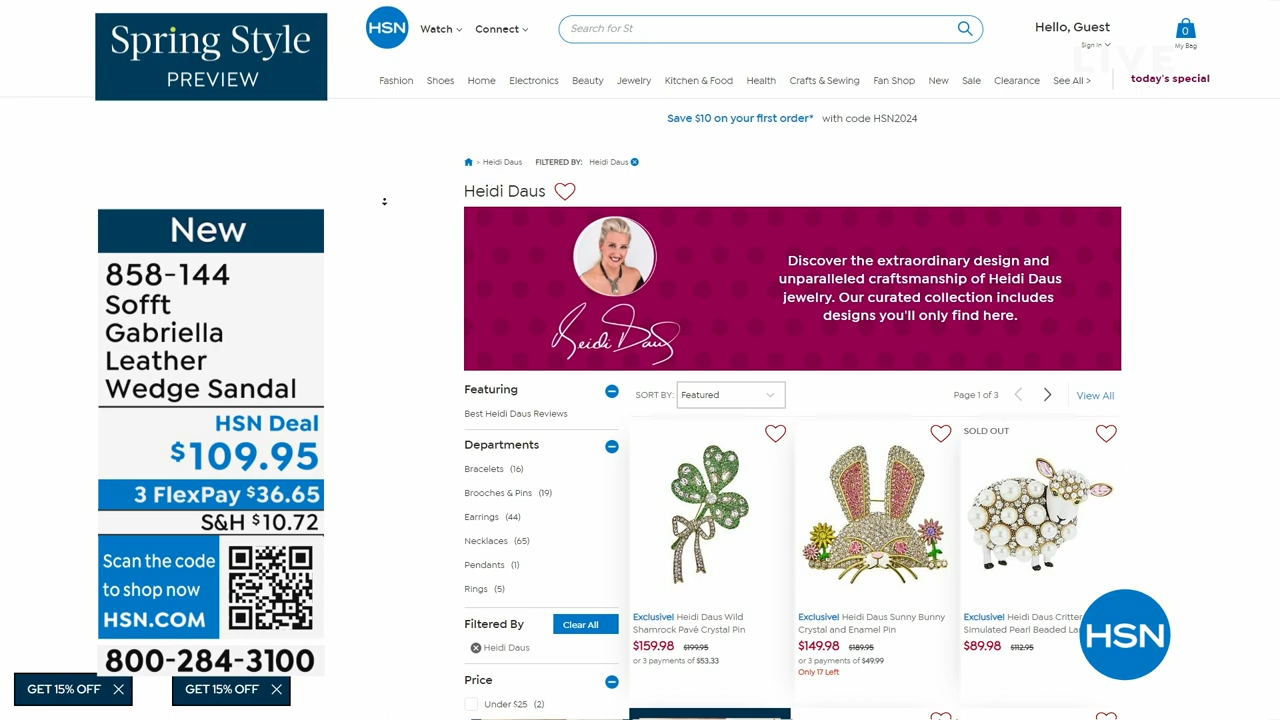 Spring Style
PREVIEW
HSN
Watch
Connect
Search for St
Hello, Guest
Sign In
0
My Bag
LIVE
Fashion
Shoes
Home
Electronics
Beauty
Jewelry
Kitchen & Food
Health
Crafts & Sewing
Fan Shop
New
Sale
Clearance
See All >
today's special
Save $10 on your first order* with code HSN2024
> Heidi Daus FILTERED BY: Heidi Daus
Heidi Daus
Heidi Daus
Discover the extraordinary design and
unparalleled craftsmanship of Heidi Daus
jewelry. Our curated collection includes
designs you'll only find here.
New
858-144
Sofft
Gabriella
Leather
Wedge Sandal
HSN Deal
$109.95
3 FlexPay $36.65
S&H $10.72
Scan the code
to shop now
HSN.COM
800-284-3100
GET 15% OFF
GET 15% OFF
Featuring
Best Heidi Daus Reviews
Departments
Bracelets (16)
Brooches & Pins (19)
Earrings (44)
Necklaces (65)
Pendants (1)
Rings (5)
Filtered By
Clear All
Heidi Daus
Price
Under $25 (2)
SORT BY: Featured
Page 1 of 3
View All
Exclusive! Heidi Daus Wild
Shamrock Pavé Crystal Pin
$159.98 $199.95
or 3 payments of $53.33
Exclusive! Heidi Daus Sunny Bunny
Crystal and Enamel Pin
$149.98 $189.95
or 3 payments of $49.99
Only 17 Left
SOLD OUT
Exclusive! Heidi Daus Critter
Simulated Pearl Beaded La
$89.98 $112.95
HSN